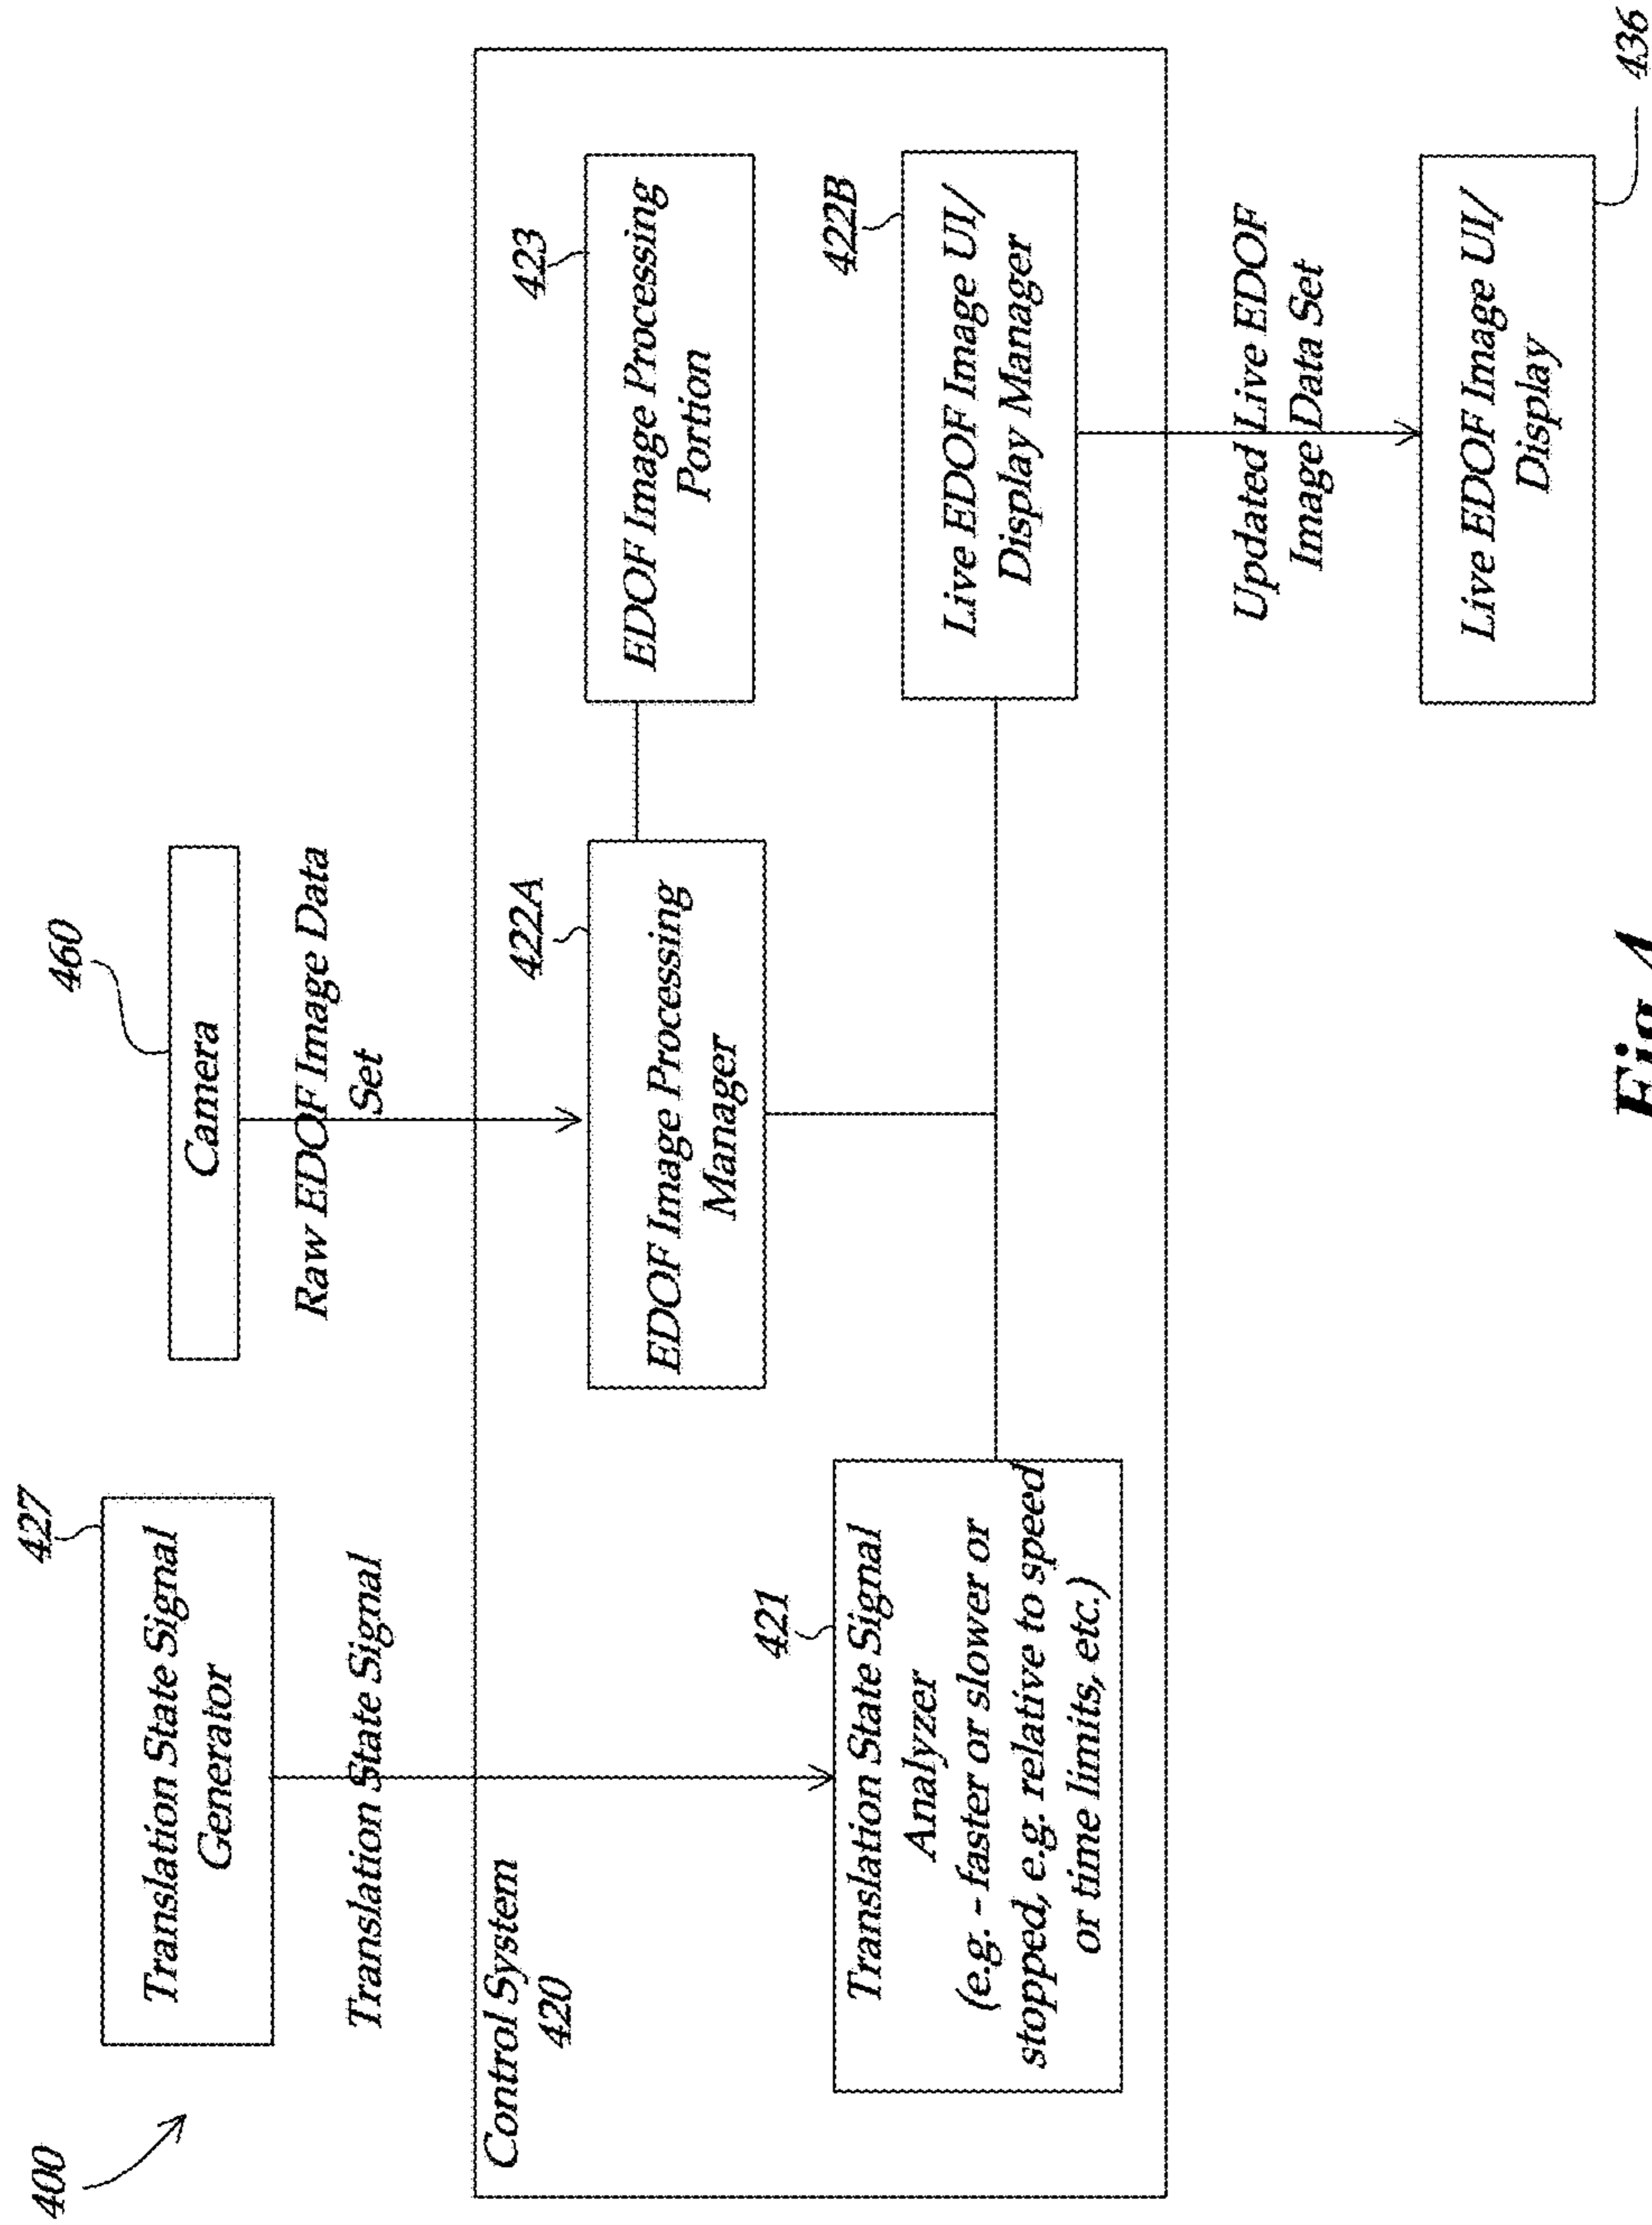 400
427
Translation State Signal
Generator
Translation State Signal
460
Camera
Raw EDOF Image Data
Set
Control System
420
421
Translation State Signal
Analyzer
(e.g. - faster or slower or
stopped, e.g. relative to speed
or time limits, etc.)
422A
EDOF Image Processing
Manager
423
EDOF Image Processing
Portion
422B
Live EDOF Image UI/
Display Manager
Updated Live EDOF
Image Data Set
Live EDOF Image UI/
Display
436
Fig. 4